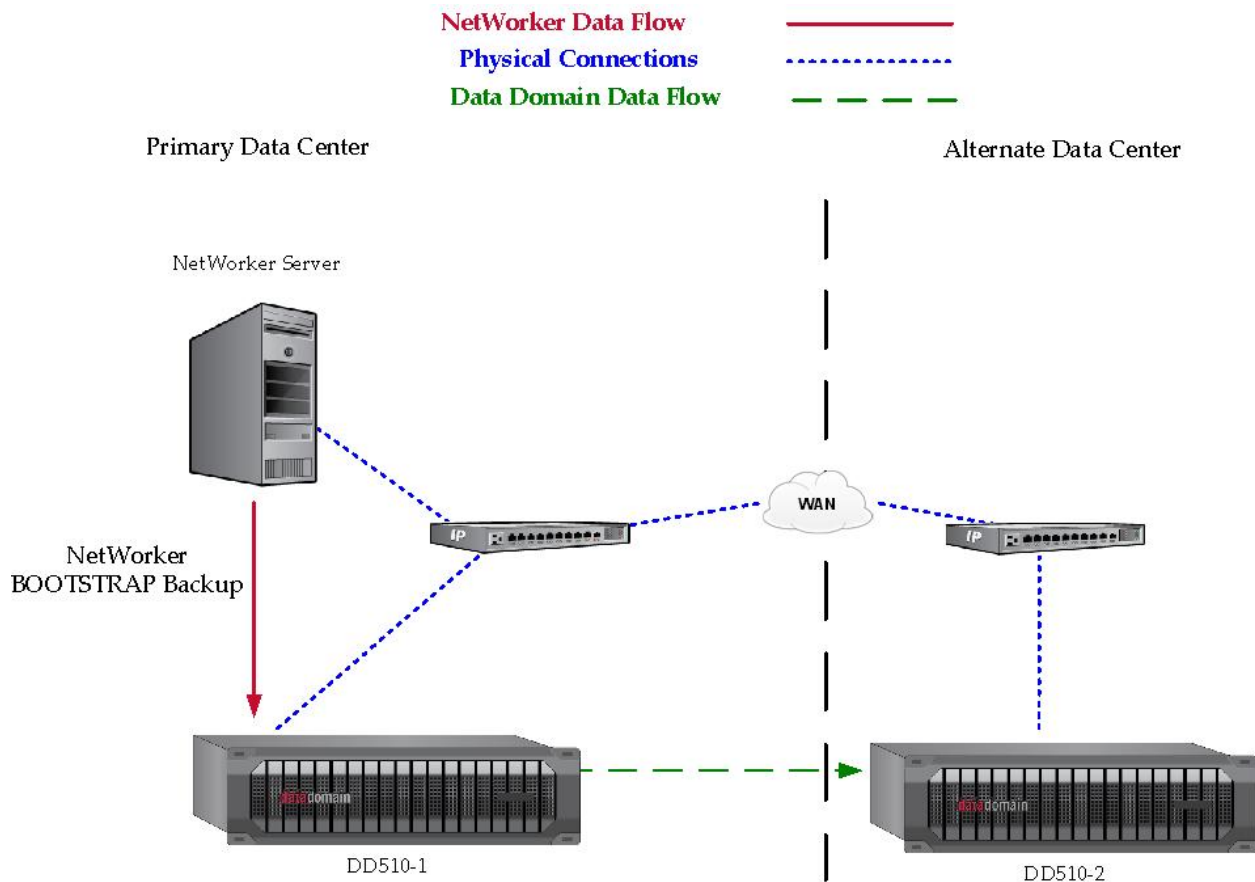 NetWorker Data Flow
Physical Connections
Data Domain Data Flow
Primary Data Center
Alternate Data Center
NetWorker Server
WAN
IP
IP
NetWorker
BOOTSTRAP Backup
datadomain
datadomain
DD510-1
DD510-2